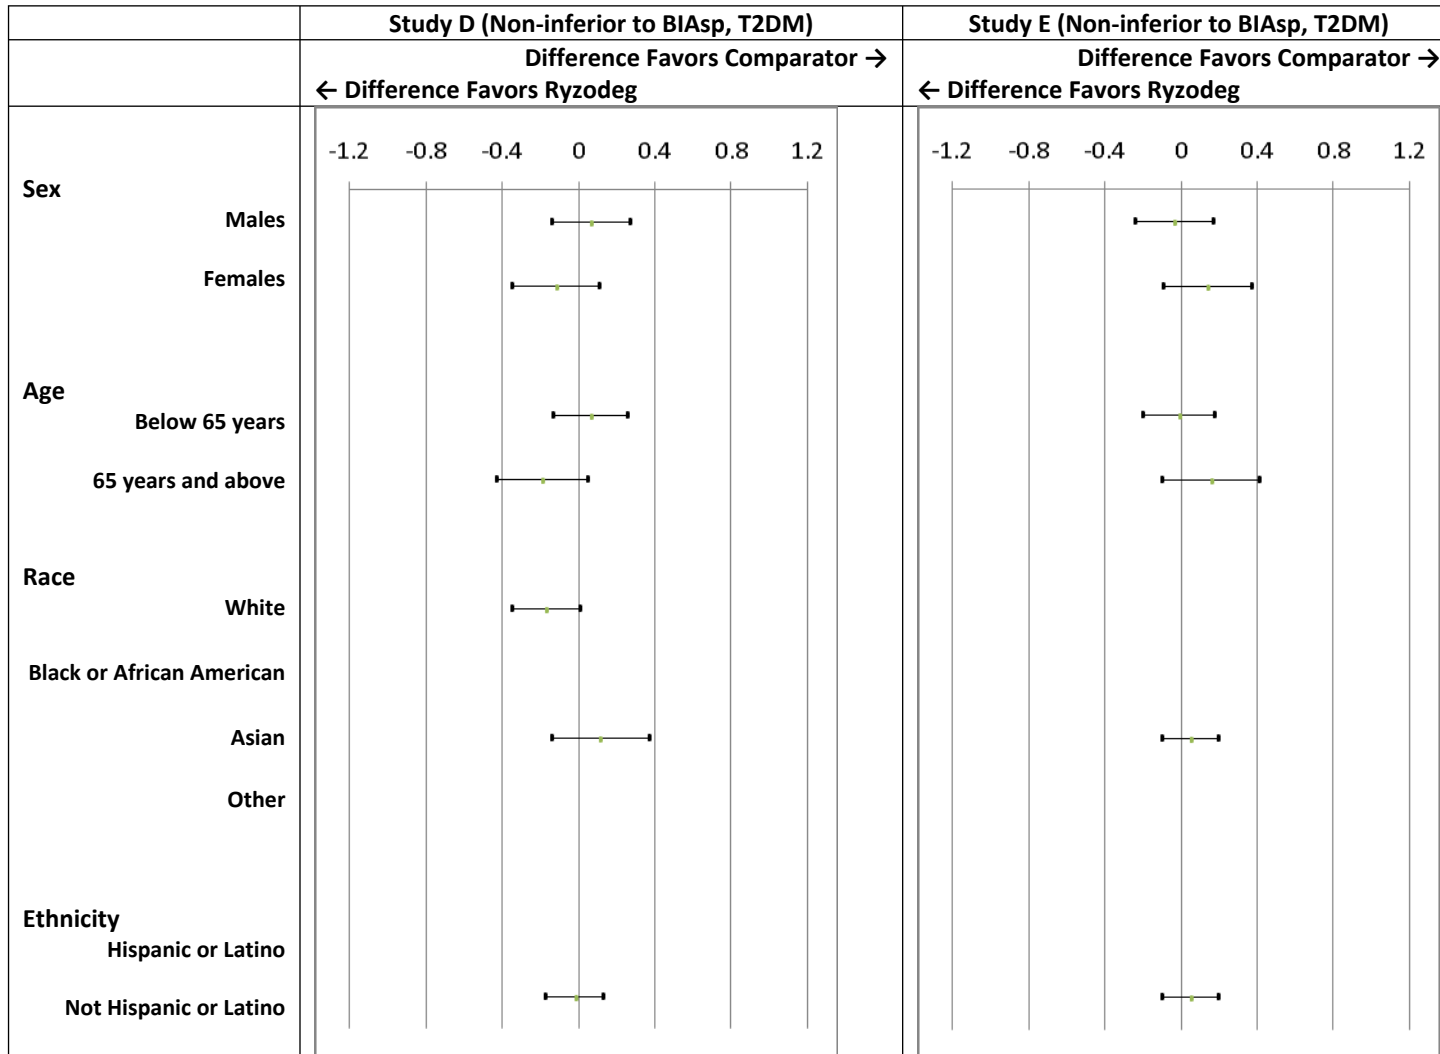 Study D (Non-inferior to BIAsp, T2DM)
Study E (Non-inferior to BIAsp, T2DM)
Difference Favors Comparator →
← Difference Favors Ryzodeg
Difference Favors Comparator →
← Difference Favors Ryzodeg
-1.2 -0.8 -0.4 0 0.4 0.8 1.2
-1.2 -0.8 -0.4 0 0.4 0.8 1.2
Sex
Males
Females
Age
Below 65 years
65 years and above
Race
White
Black or African American
Asian
Other
Ethnicity
Hispanic or Latino
Not Hispanic or Latino